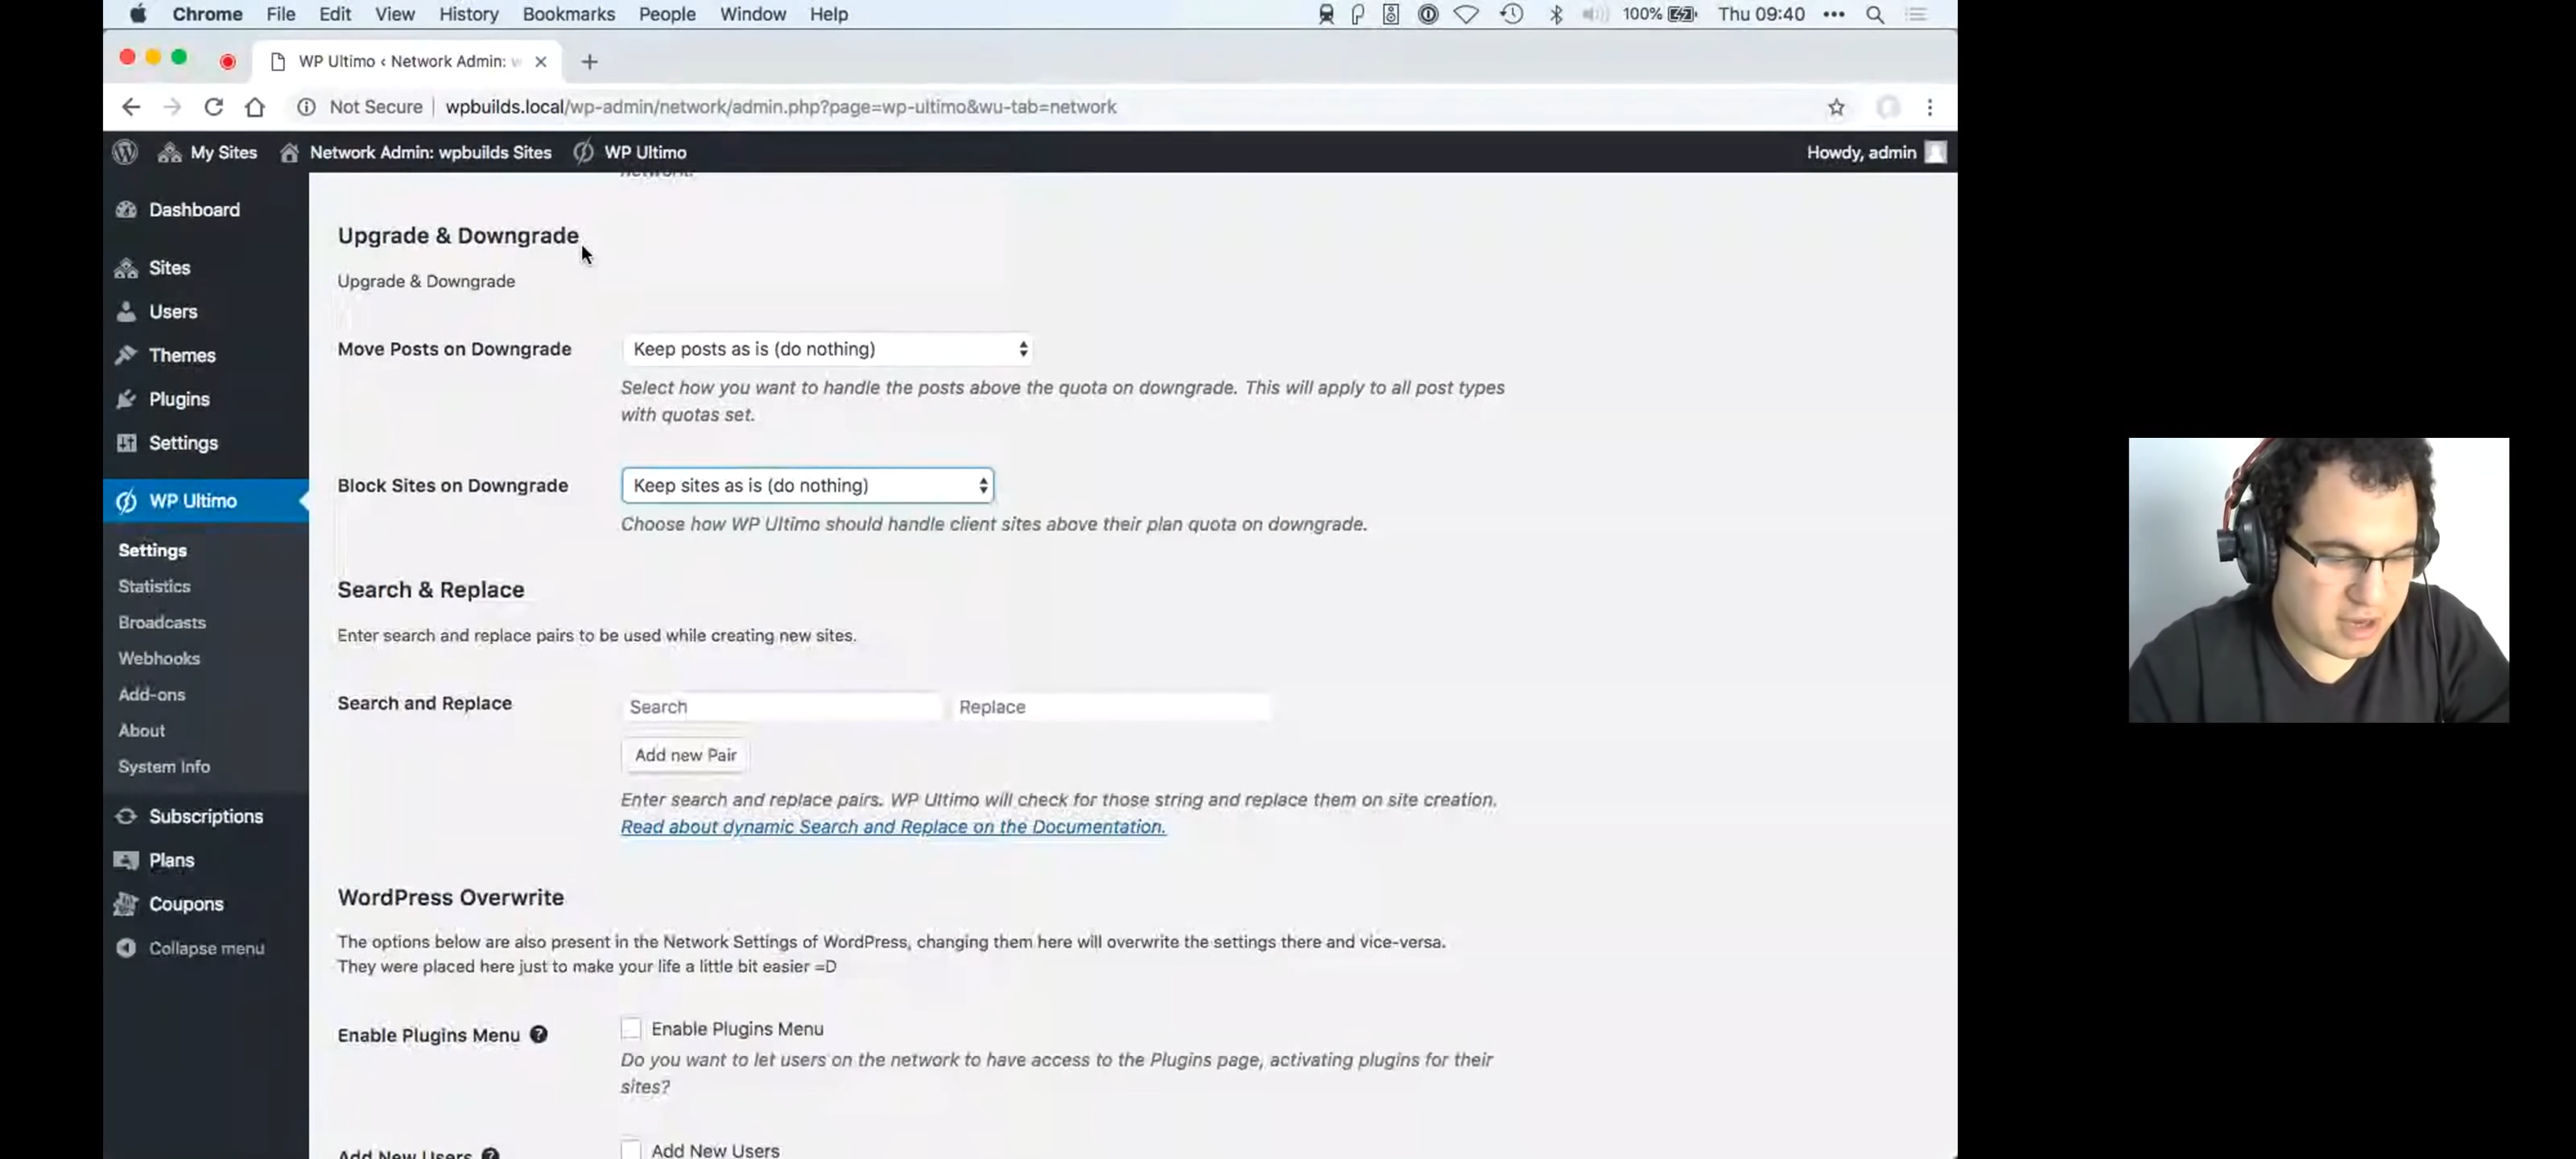 Chrome File Edit View History Bookmarks People Window Help 100% Thu 09:40
WP Ultimo ‹ Network Admin:
Not Secure wpbuilds.local/wp-admin/network/admin.php?page=wp-ultimo&wu-tab=network
My Sites Network Admin: wpbuilds Sites WP Ultimo Howdy, admin
Dashboard
Sites
Users
Themes
Plugins
Settings
WP Ultimo
Settings
Statistics
Broadcasts
Webhooks
Add-ons
About
System Info
Subscriptions
Plans
Coupons
Collapse menu
network.
Upgrade & Downgrade
Upgrade & Downgrade
Move Posts on Downgrade Keep posts as is (do nothing)
Select how you want to handle the posts above the quota on downgrade. This will apply to all post types
with quotas set.
Block Sites on Downgrade Keep sites as is (do nothing)
Choose how WP Ultimo should handle client sites above their plan quota on downgrade.
Search & Replace
Enter search and replace pairs to be used while creating new sites.
Search and Replace Search Replace
Add new Pair
Enter search and replace pairs. WP Ultimo will check for those string and replace them on site creation.
Read about dynamic Search and Replace on the Documentation.
WordPress Overwrite
The options below are also present in the Network Settings of WordPress, changing them here will overwrite the settings there and vice-versa.
They were placed here just to make your life a little bit easier =D
Enable Plugins Menu Enable Plugins Menu
Do you want to let users on the network to have access to the Plugins page, activating plugins for their
sites?
Add New Users Add New Users